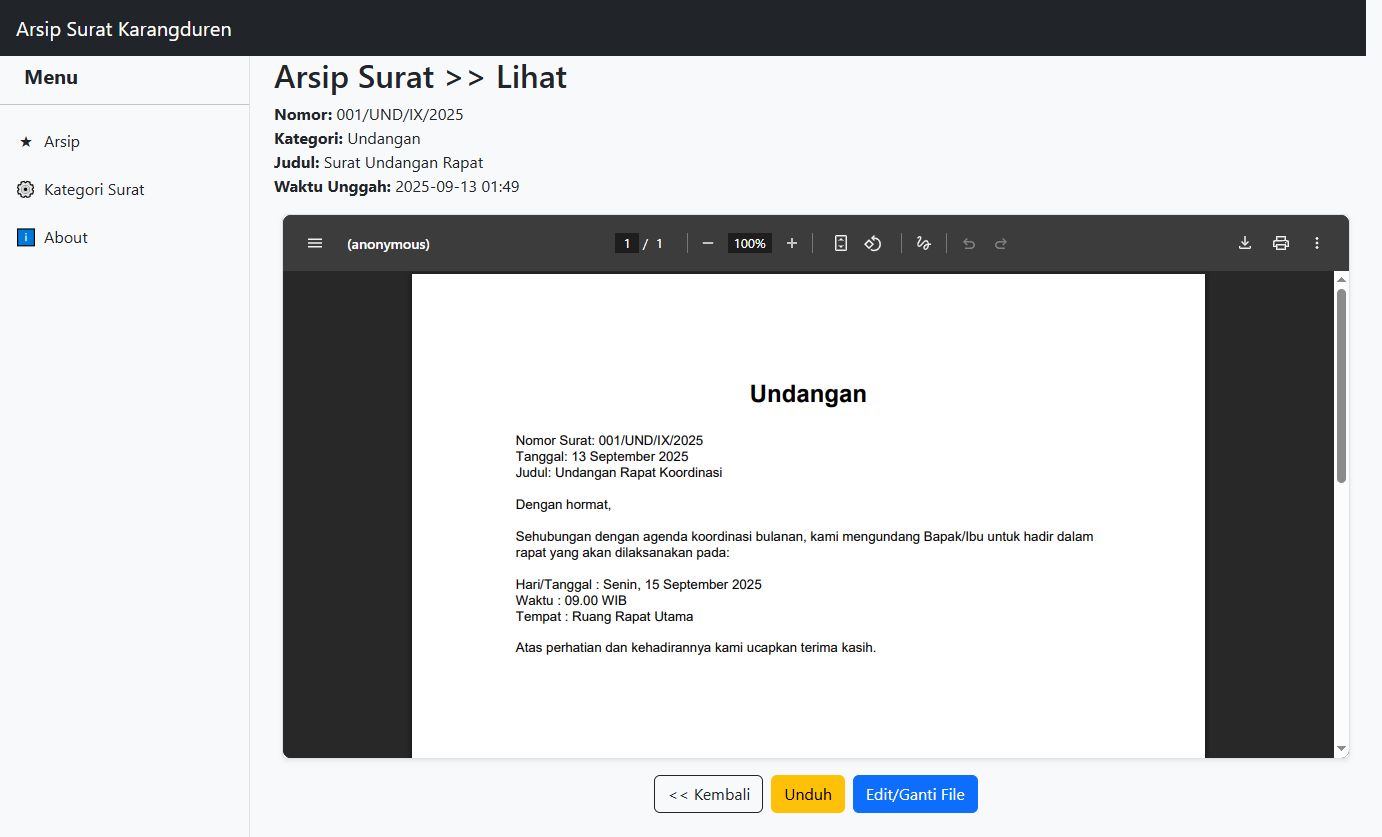 Arsip Surat Karangduren
Menu
★ Arsip
Kategori Surat
i About
Arsip Surat >> Lihat
Nomor: 001/UND/IX/2025
Kategori: Undangan
Judul: Surat Undangan Rapat
Waktu Unggah: 2025-09-13 01:49
(anonymous) 1 / 1 100%
Undangan
Nomor Surat: 001/UND/IX/2025
Tanggal: 13 September 2025
Judul: Undangan Rapat Koordinasi
Dengan hormat,
Sehubungan dengan agenda koordinasi bulanan, kami mengundang Bapak/Ibu untuk hadir dalam
rapat yang akan dilaksanakan pada:
Hari/Tanggal : Senin, 15 September 2025
Waktu : 09.00 WIB
Tempat : Ruang Rapat Utama
Atas perhatian dan kehadirannya kami ucapkan terima kasih.
<< Kembali Unduh Edit/Ganti File